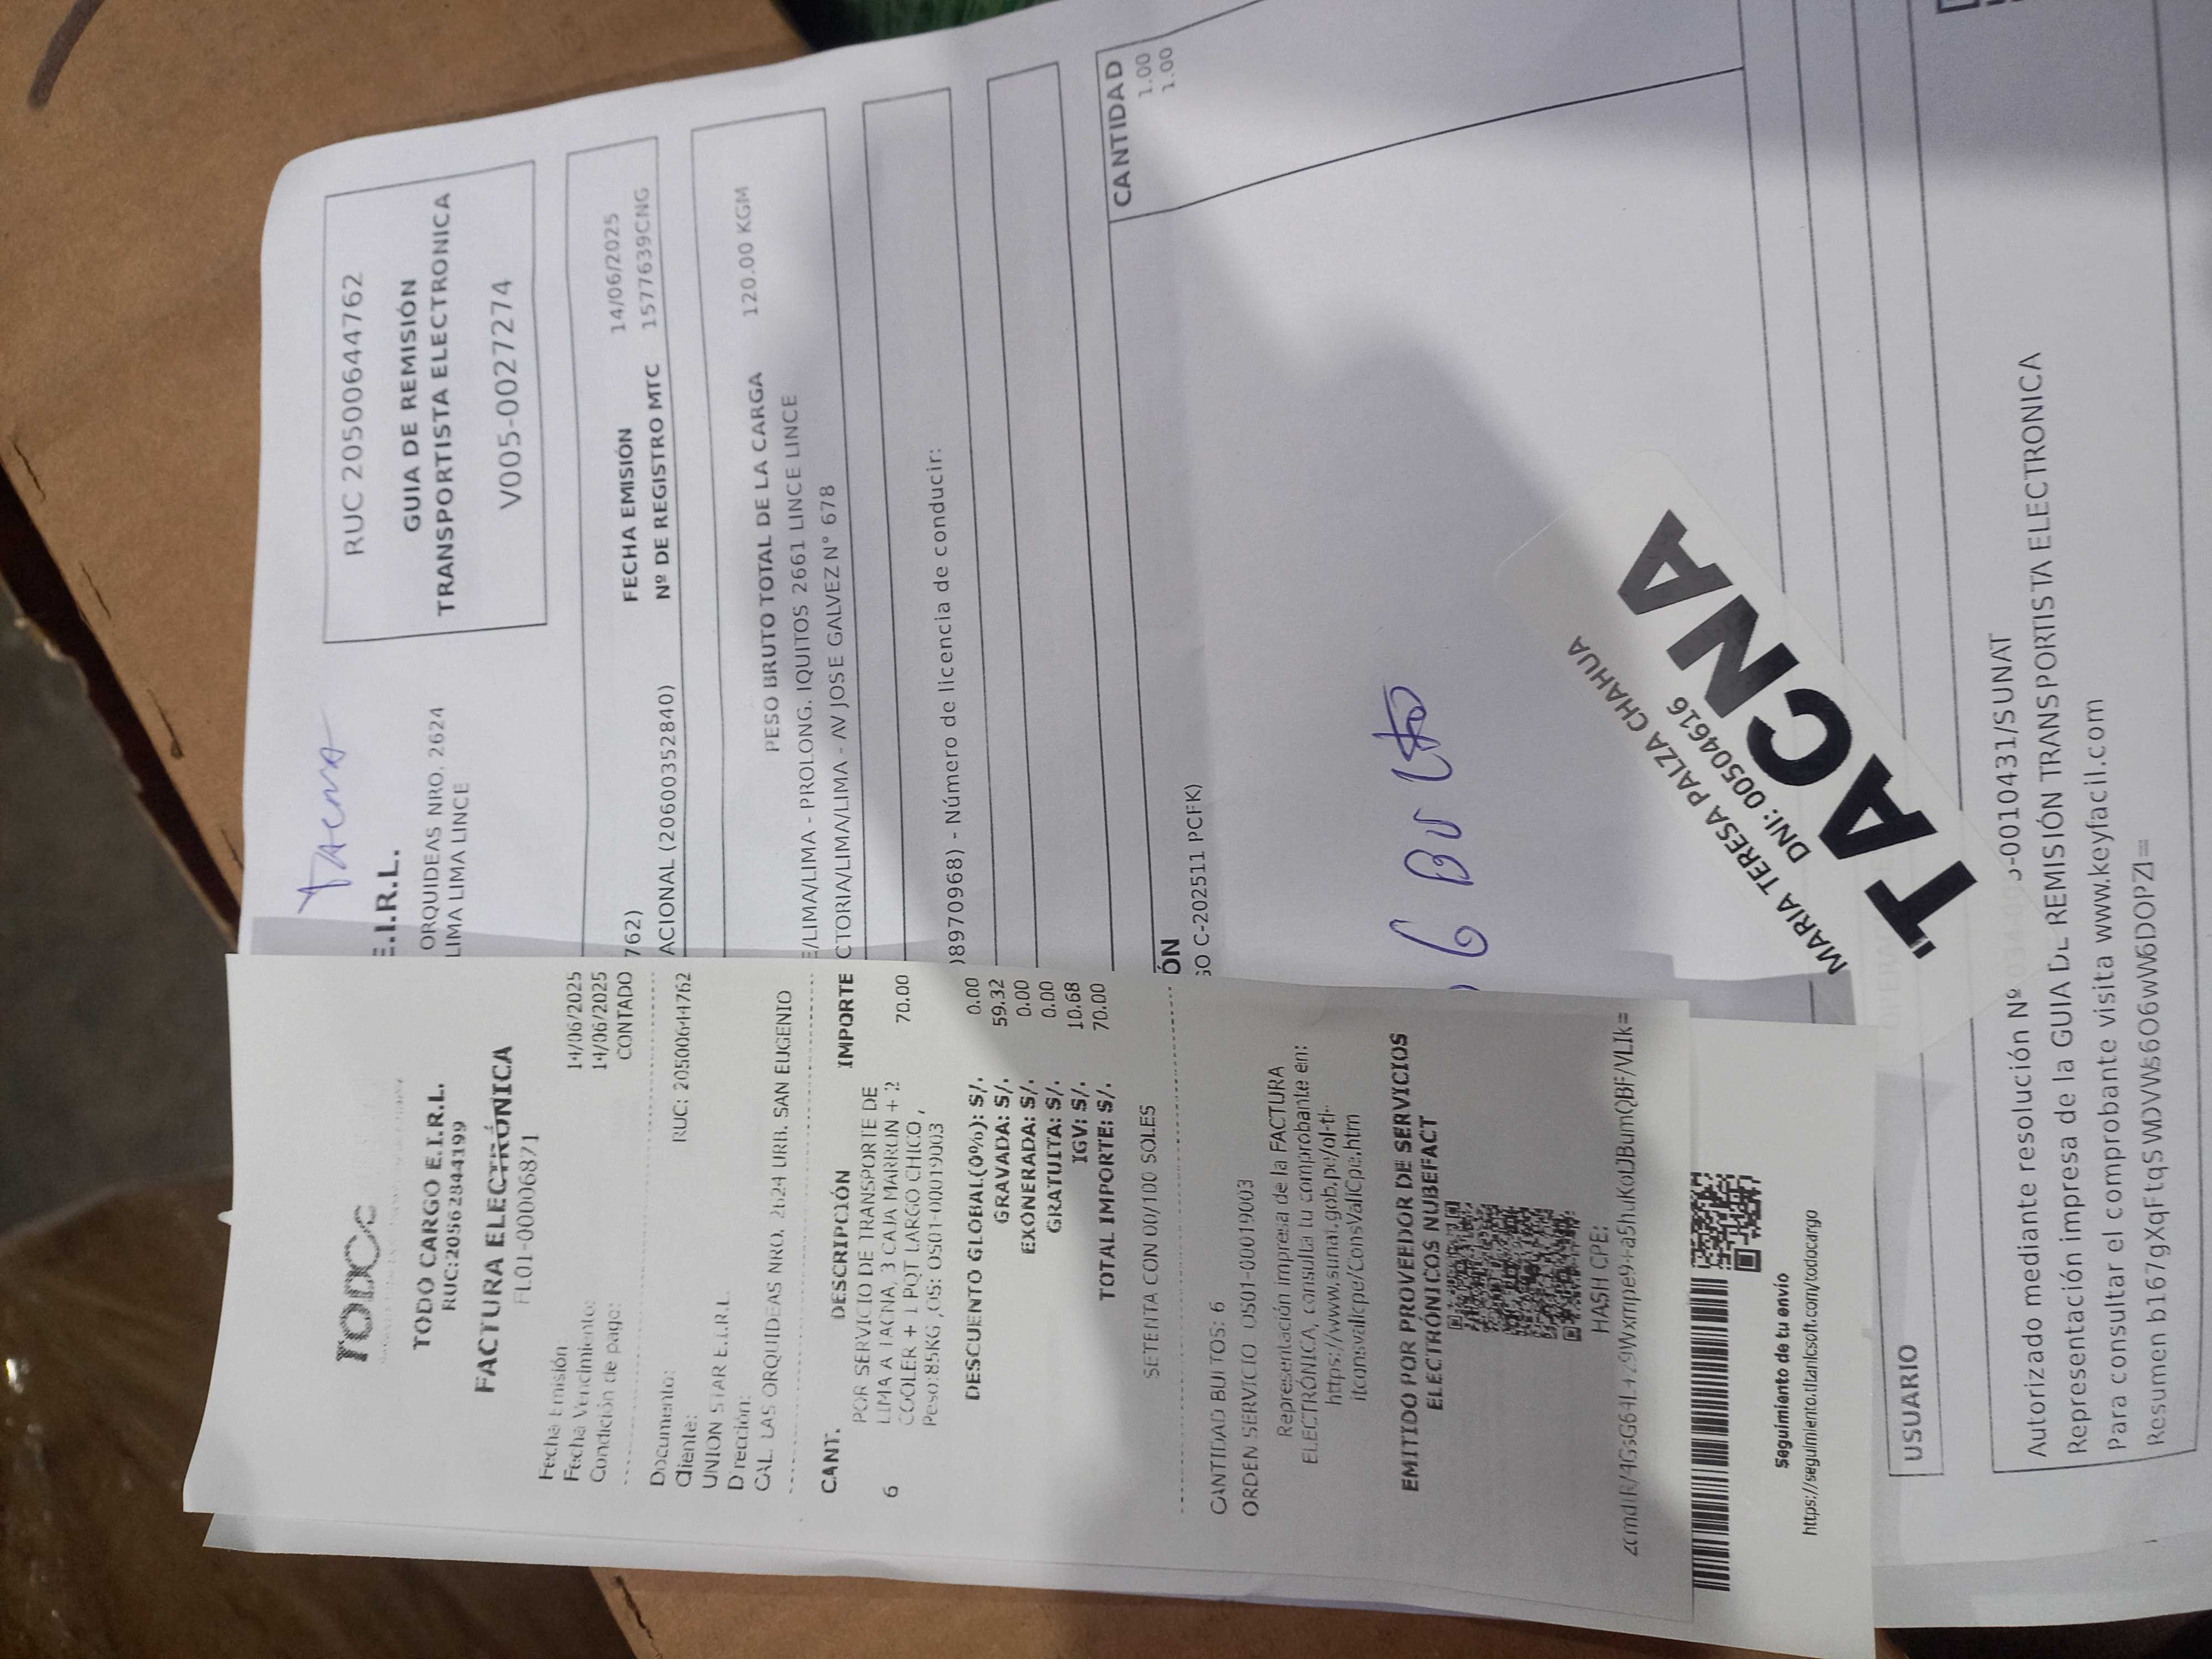 TODO CARGO E.I.R.L.
RUC:20562844199
FACTURA ELECTRÓNICA
FL01-00006871
Fecha Emisión: 14/06/2025
Fecha Vencimiento: 14/06/2025
Condición de pago: CONTADO
Documento: RUC: 20500644762
Cliente:
UNION STAR E.I.R.L.
Dirección:
CAL. LAS ORQUIDEAS NRO. 2624 URB. SAN EUGENIO
CANT. DESCRIPCIÓN IMPORTE
6 POR SERVICIO DE TRANSPORTE DE
LIMA A TACNA, 3 CAJA MARRON + 2
COOLER + 1 PQT LARGO CHICO , 70.00
Peso:85KG ,OS: OS01-00019003
DESCUENTO GLOBAL(0%): S/. 0.00
GRAVADA: S/. 59.32
EXONERADA: S/. 0.00
GRATUITA: S/. 0.00
IGV: S/. 10.68
TOTAL IMPORTE: S/. 70.00
SETENTA CON 00/100 SOLES
CANTIDAD BULTOS: 6
ORDEN SERVICIO OS01-00019003
Representación impresa de la FACTURA
ELECTRÓNICA, consulta tu comprobante en:
https://www.sunat.gob.pe/ol-ti-
itconsvalicpe/ConsValiCpe.htm
EMITIDO POR PROVEEDOR DE SERVICIOS
ELECTRÓNICOS NUBEFACT
HASH CPE:
Seguimiento de tu envío
https://seguimiento.titanicsoft.com/todocargo
Tacna
E.I.R.L.
ORQUIDEAS NRO. 2624
LIMA LIMA LINCE
RUC 20500644762
GUIA DE REMISIÓN
TRANSPORTISTA ELECTRONICA
V005-0027274
FECHA EMISIÓN 14/06/2025
762) Nº DE REGISTRO MTC 1577639CNG
ACIONAL (20600352840)
PESO BRUTO TOTAL DE LA CARGA 120.00 KGM
E/LIMA/LIMA - PROLONG. IQUITOS 2661 LINCE LINCE
CTORIA/LIMA/LIMA - AV JOSE GALVEZ N° 678
)89770968) - Número de licencia de conducir:
ÓN CANTIDAD
1.00
GO C-202511 PCFK) 1.00
6 Bultos
MARIA TERESA PALZA CHAHUA
DNI: 00504616
TACNA
USUARIO
Autorizado mediante resolución Nº 5-0010431/SUNAT
Representación impresa de la GUIA DE REMISIÓN TRANSPORTISTA ELECTRONICA
Para consultar el comprobante visita www.keyfacil.com
Resumen b167gXqFtqSWDVWs6O6wW6DOPZI=